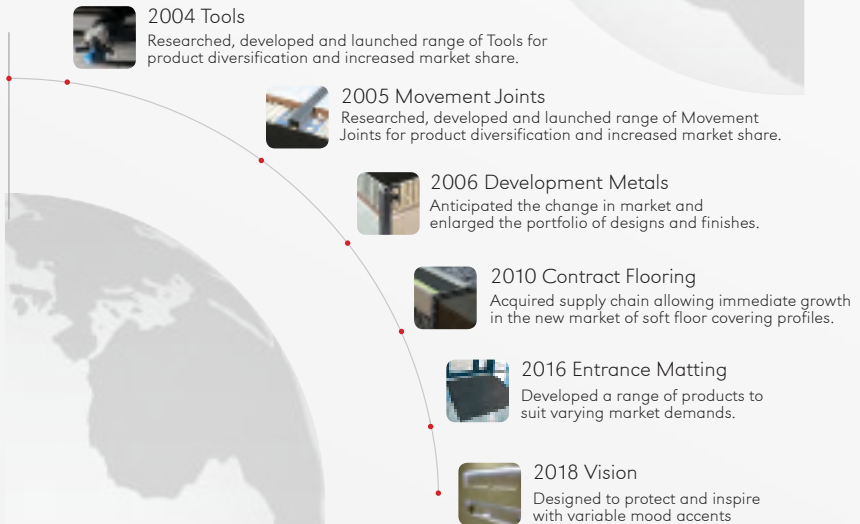 2004 Tools
Researched, developed and launched range of Tools for
product diversification and increased market share.
2005 Movement Joints
Researched, developed and launched range of Movement
Joints for product diversification and increased market share.
2006 Development Metals
Anticipated the change in market and
enlarged the portfolio of designs and finishes.
2010 Contract Flooring
Acquired supply chain allowing immediate growth
in the new market of soft floor covering profiles.
2016 Entrance Matting
Developed a range of products to
suit varying market demands.
2018 Vision
Designed to protect and inspire
with variable mood accents